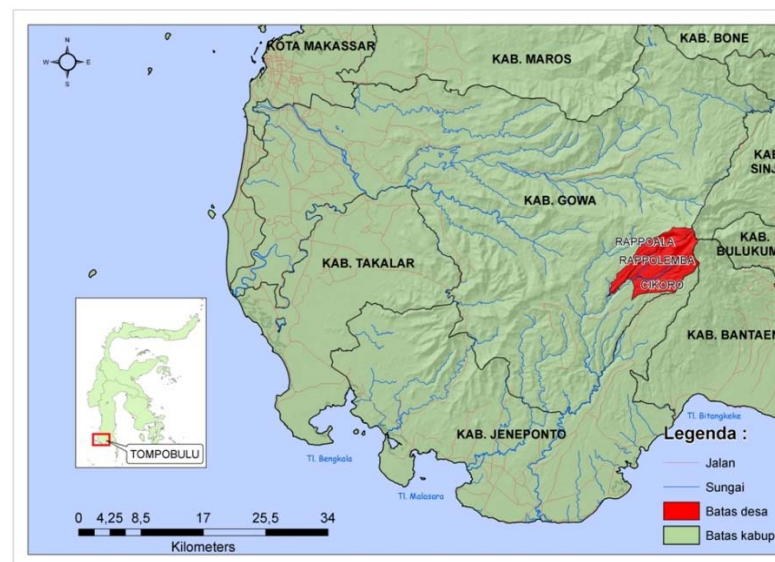 N
W E
S
KOTA MAKASSAR
KAB. MAROS
KAB. BONE
KAB.
SINJ
KAB. GOWA
RAPPOALA
RAPPOLEMBA
CIKORO
KAB.
BULUKUM
KAB. TAKALAR
KAB. BANTAEN
KAB. JENEPONTO
Tl. Bengkala
Tl. Malasara
Tl. Bitangkeke
TOMPOBULU
Legenda :
Jalan
Sungai
Batas desa
Batas kabup
0 4,25 8,5 17 25,5 34
Kilometers